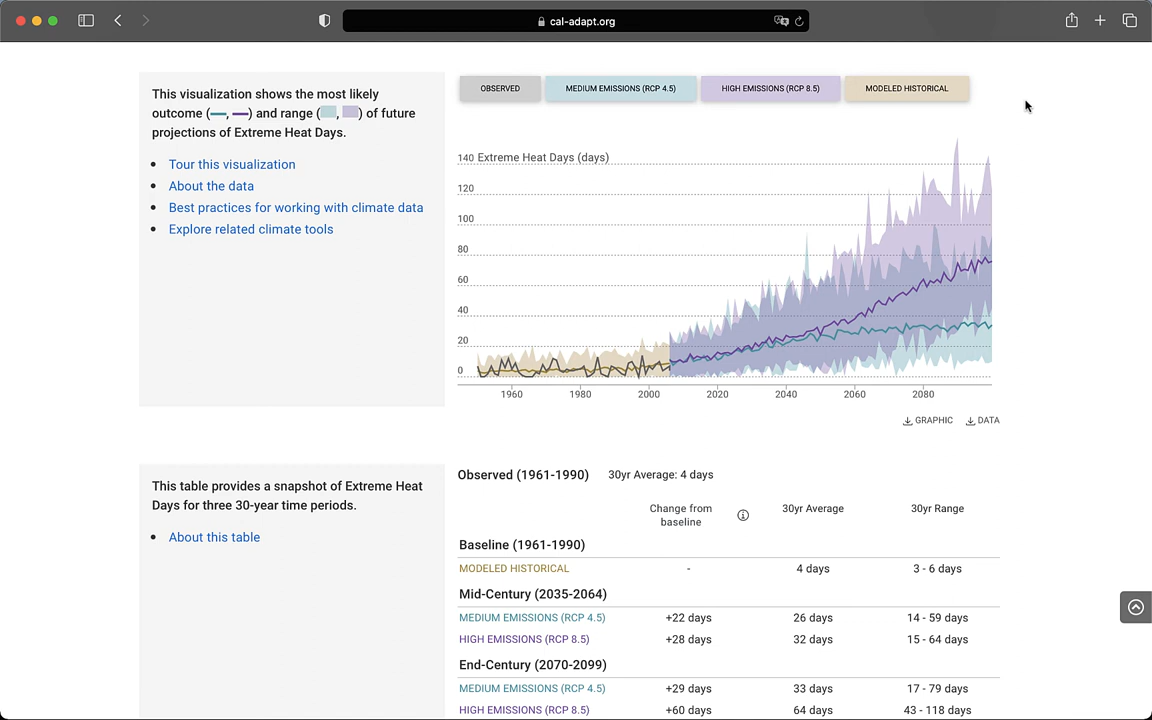 cal-adapt.org
This visualization shows the most likely
outcome ( , ) and range ( , ) of future
projections of Extreme Heat Days.
Tour this visualization
About the data
Best practices for working with climate data
Explore related climate tools
OBSERVED
MEDIUM EMISSIONS (RCP 4.5)
HIGH EMISSIONS (RCP 8.5)
MODELED HISTORICAL
140 Extreme Heat Days (days)
120
100
80
60
40
20
0
1960 1980 2000 2020 2040 2060 2080
GRAPHIC DATA
This table provides a snapshot of Extreme Heat
Days for three 30-year time periods.
About this table
Observed (1961-1990) 30yr Average: 4 days
Change from
baseline
30yr Average 30yr Range
Baseline (1961-1990)
MODELED HISTORICAL - 4 days 3 - 6 days
Mid-Century (2035-2064)
MEDIUM EMISSIONS (RCP 4.5) +22 days 26 days 14 - 59 days
HIGH EMISSIONS (RCP 8.5) +28 days 32 days 15 - 64 days
End-Century (2070-2099)
MEDIUM EMISSIONS (RCP 4.5) +29 days 33 days 17 - 79 days
HIGH EMISSIONS (RCP 8.5) +60 days 64 days 43 - 118 days